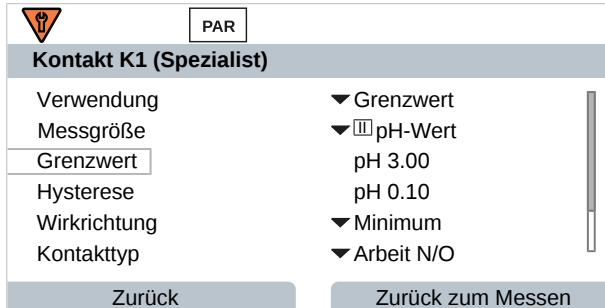 PAR
Kontakt K1 (Spezialist)
Verwendung Grenzwert
Messgröße II pH-Wert
Grenzwert pH 3.00
Hysterese pH 0.10
Wirkrichtung Minimum
Kontakttyp Arbeit N/O
Zurück Zurück zum Messen